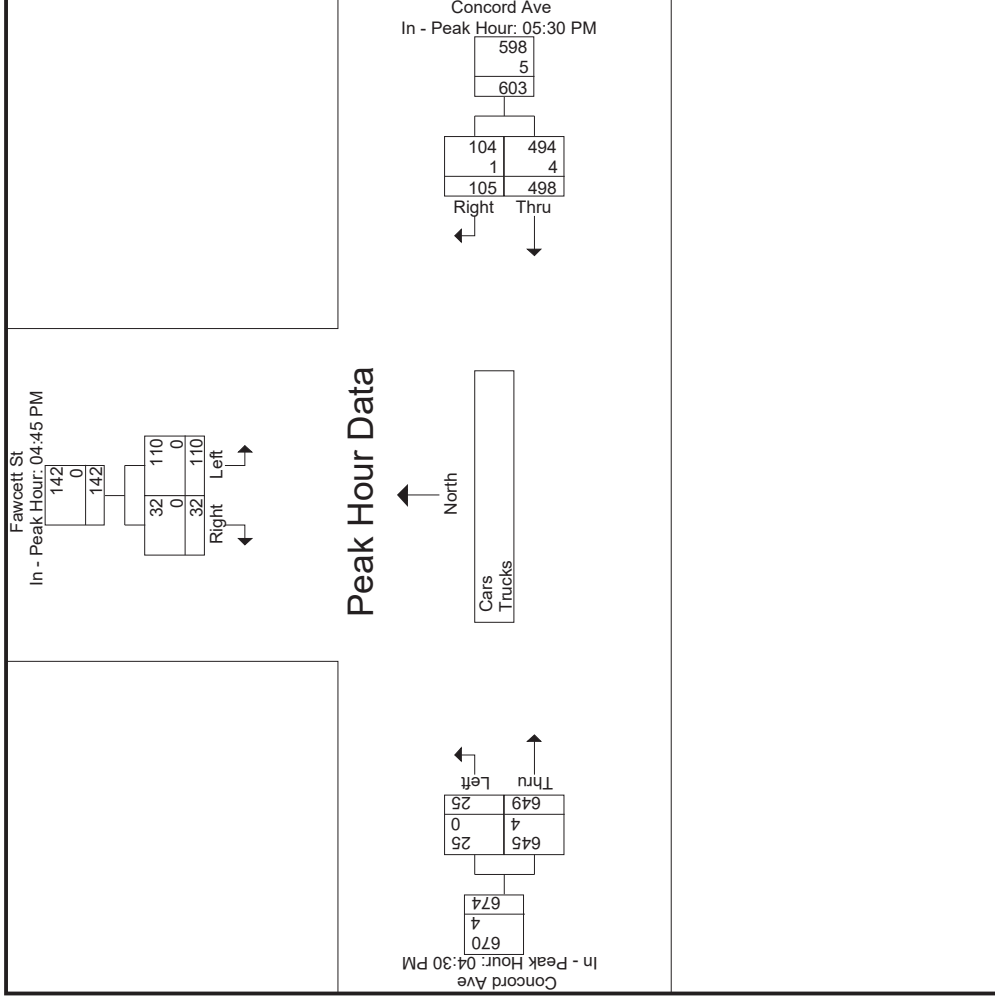 Concord Ave
In - Peak Hour: 05:30 PM
598
5
603
104 494
1 4
105 498
Right Thru
Fawcett St
In - Peak Hour: 04:45 PM
142
0
142
32 110
0 0
32 110
Right Left
Peak Hour Data
North
Cars
Trucks
Concord Ave
In - Peak Hour: 04:30 PM
670
4
674
645 25
4 0
649 25
Thru Left